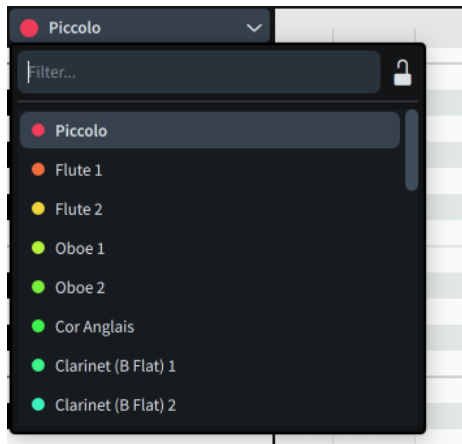 Piccolo
Filter...
Piccolo
Flute 1
Flute 2
Oboe 1
Oboe 2
Cor Anglais
Clarinet (B Flat) 1
Clarinet (B Flat) 2